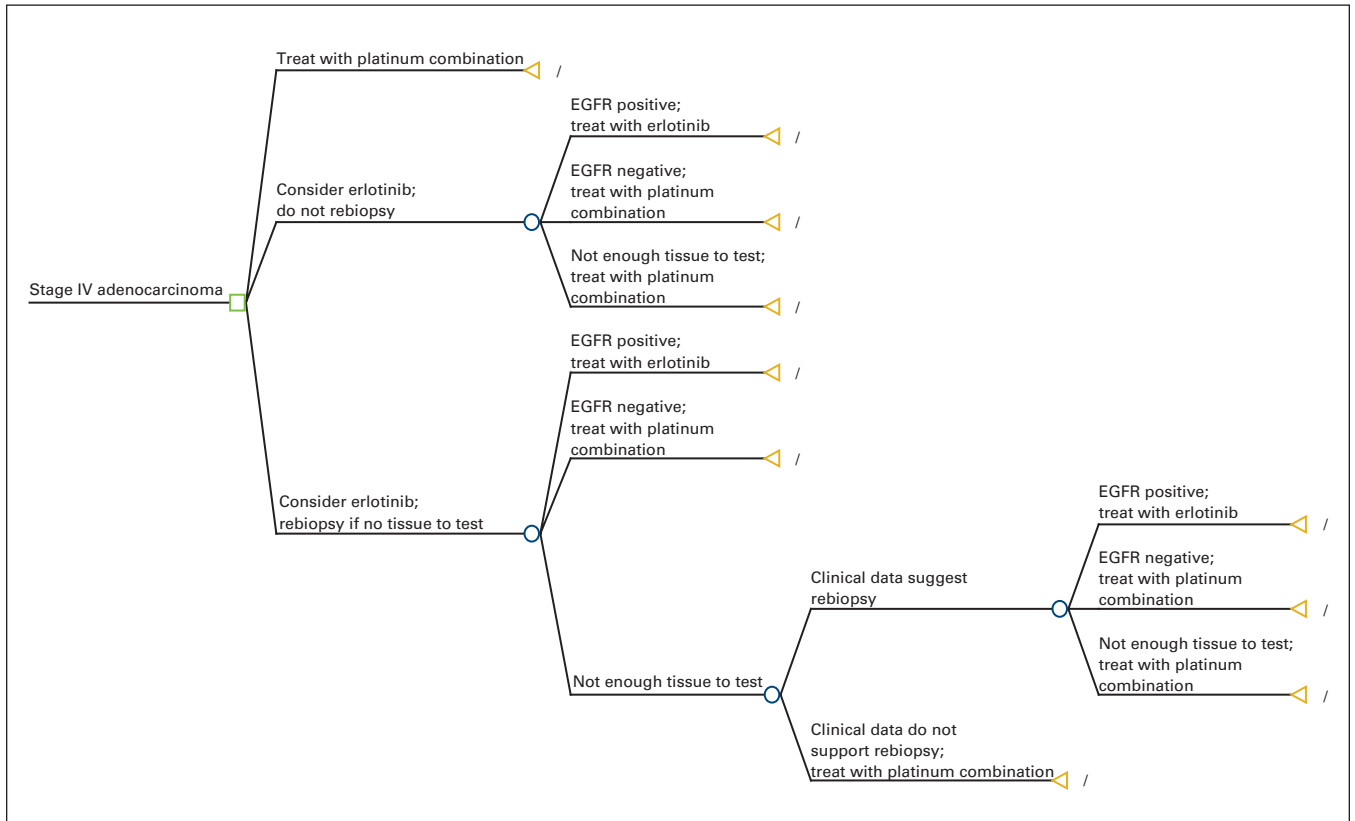 Treat with platinum combination
/
EGFR positive;
treat with erlotinib
/
Consider erlotinib;
do not rebiopsy
EGFR negative;
treat with platinum
combination
/
Not enough tissue to test;
treat with platinum
combination
/
Stage IV adenocarcinoma
EGFR positive;
treat with erlotinib
/
EGFR negative;
treat with platinum
combination
/
Consider erlotinib;
rebiopsy if no tissue to test
EGFR positive;
treat with erlotinib
/
Clinical data suggest
rebiopsy
EGFR negative;
treat with platinum
combination
/
Not enough tissue to test;
treat with platinum
combination
/
Not enough tissue to test
Clinical data do not
support rebiopsy;
treat with platinum combination
/